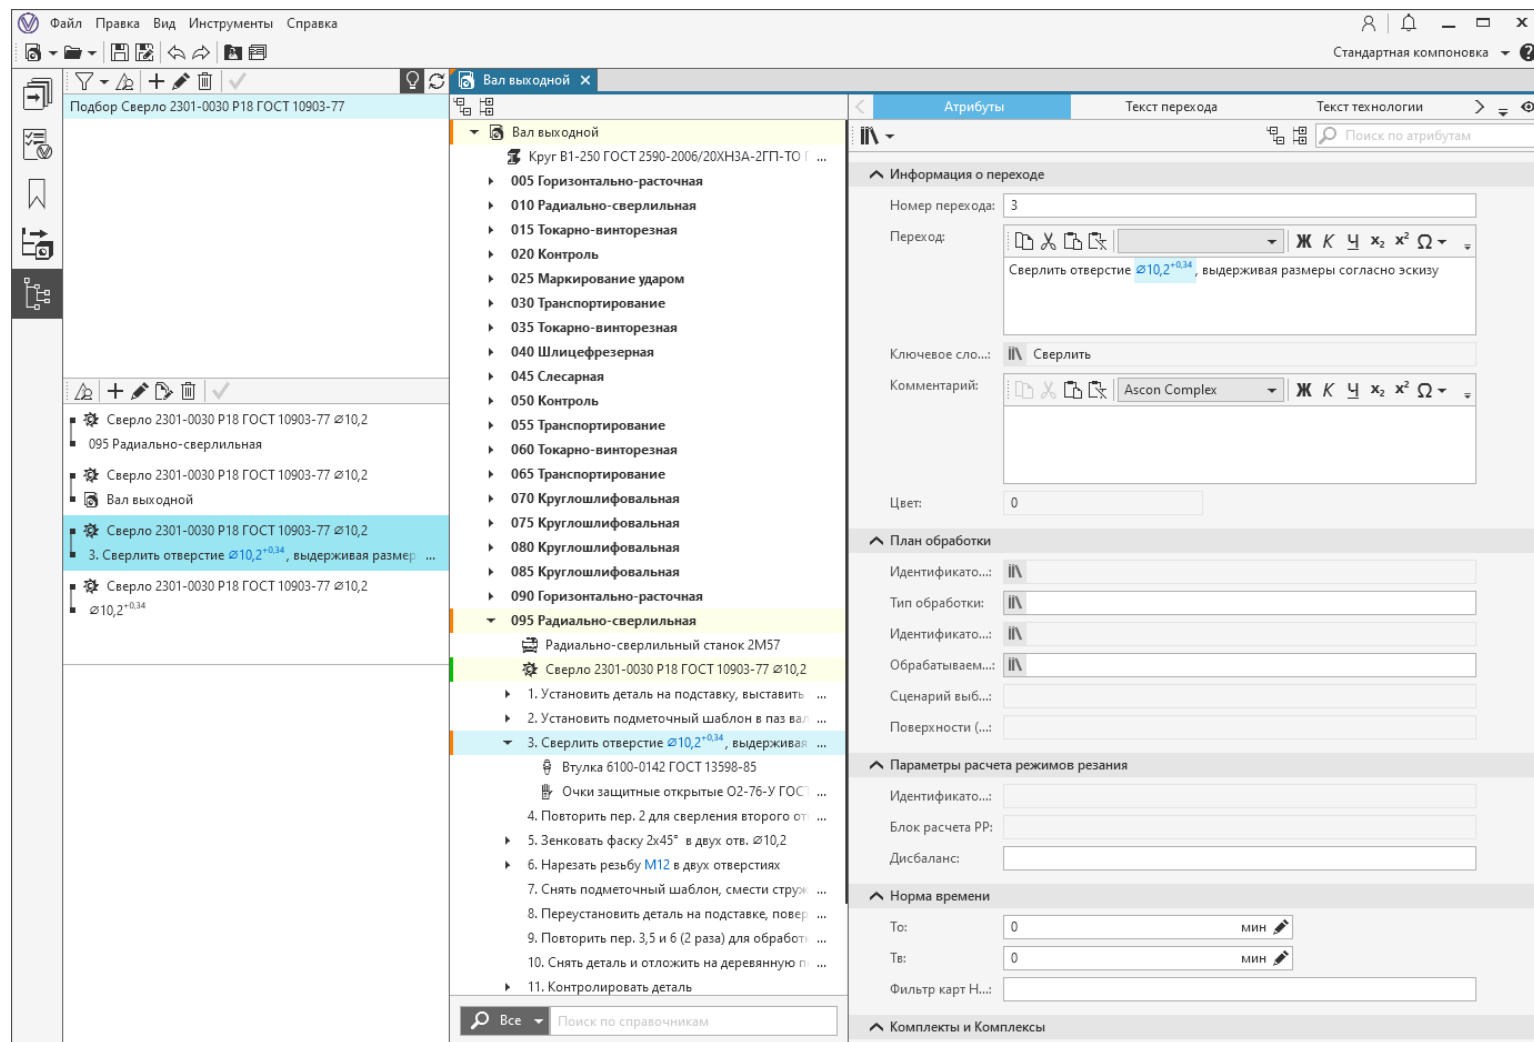 Файл Правка Вид Инструменты Справка
Стандартная компоновка
Подбор Сверло 2301-0030 Р18 ГОСТ 10903-77
Сверло 2301-0030 Р18 ГОСТ 10903-77 ⌀10,2
095 Радиально-сверлильная
Сверло 2301-0030 Р18 ГОСТ 10903-77 ⌀10,2
Вал выходной
Сверло 2301-0030 Р18 ГОСТ 10903-77 ⌀10,2
3. Сверлить отверстие ⌀10,2⁺⁰,³⁴, выдерживая размер ...
Сверло 2301-0030 Р18 ГОСТ 10903-77 ⌀10,2
⌀10,2⁺⁰,³⁴
Вал выходной
Вал выходной
Круг В1-250 ГОСТ 2590-2006/20ХН3А-2ГП-ТО ...
005 Горизонтально-расточная
010 Радиально-сверлильная
015 Токарно-винторезная
020 Контроль
025 Маркирование ударом
030 Транспортирование
035 Токарно-винторезная
040 Шлицефрезерная
045 Слесарная
050 Контроль
055 Транспортирование
060 Токарно-винторезная
065 Транспортирование
070 Круглошлифовальная
075 Круглошлифовальная
080 Круглошлифовальная
085 Круглошлифовальная
090 Горизонтально-расточная
095 Радиально-сверлильная
Радиально-сверлильный станок 2М57
Сверло 2301-0030 Р18 ГОСТ 10903-77 ⌀10,2
1. Установить деталь на подставку, выставить ...
2. Установить подметочный шаблон в паз вал ...
3. Сверлить отверстие ⌀10,2⁺⁰,³⁴, выдерживая ...
Втулка 6100-0142 ГОСТ 13598-85
Очки защитные открытые О2-76-У ГОСТ ...
4. Повторить пер. 2 для сверления второго от ...
5. Зенковать фаску 2х45° в двух отв. ⌀10,2
6. Нарезать резьбу М12 в двух отверстиях
7. Снять подметочный шаблон, смести струж ...
8. Переустановить деталь на подставке, повер ...
9. Повторить пер. 3,5 и 6 (2 раза) для обработ ...
10. Снять деталь и отложить на деревянную п ...
11. Контролировать деталь
Все Поиск по справочникам
Атрибуты Текст перехода Текст технологии
Поиск по атрибутам
Информация о переходе
Номер перехода: 3
Переход: Ж К Ч x₂ x² Ω
Сверлить отверстие ⌀10,2⁺⁰,³⁴, выдерживая размеры согласно эскизу
Ключевое сло...: Сверлить
Комментарий: Ascon Complex Ж К Ч x₂ x² Ω
Цвет: 0
План обработки
Идентификато...:
Тип обработки:
Идентификато...:
Обрабатываем...:
Сценарий выб...:
Поверхности (...:
Параметры расчета режимов резания
Идентификато...:
Блок расчета РР:
Дисбаланс:
Норма времени
То: 0 мин
Тв: 0 мин
Фильтр карт Н...:
Комплекты и Комплексы